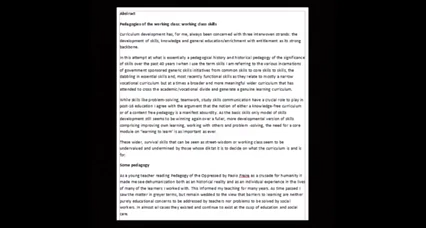 Abstract
Pedagogies of the working class: working class skills
Curriculum development has, for me, always been concerned with three interwoven strands: the
development of skills, knowledge and general education/enrichment with entitlement as its strong
backbone.
In this attempt at what is essentially a pedagogical history and historical pedagogy of the significance
of skills over the past 40 years (when I use the term skills I am referring to the various incarnations
of government sponsored generic skills initiatives from common skills to core skills to skills, the
dabbling in essential skills and, most recently functional skills as they relate to mostly a narrow
vocational curriculum but at times a broader and more meaningful wider curriculum that has
attempted to cross the academic/vocational divide and generate a genuine learning curriculum.
While skills like problem-solving, teamwork, study skills communication have a crucial role to play in
post-16 education I agree with the argument that the notion of either a knowledge-free curriculum
or of a content free pedagogy is a manifest absurdity. As the basic skills only model of skills
development still seems to be winning again over a fuller, more developmental version of skills
comprising improving own learning, working with others and problem-solving, the need for a core
module on "learning to learn" is as important as ever.
These wider, survival skills that can be seen as street-wisdom or working class seem to be
undervalued and undermined by those whose diktat it is to decide on what the curriculum is and is
for.
Some pedagogy
As a young teacher reading Pedagogy of the Oppressed by Paulo Freire as a crusade for humanity it
made me see dehumanization both as an historical reality and as an individual experience in the lives
of many of the learners I worked with. This informed my teaching for many years. As time passed I
saw the matter in greyer terms, but remain wedded to the view that barriers to learning are neither
purely educational concerns to be addressed by teachers nor problems to be solved by social
workers. In almost all cases they existed and continue to exist at the cusp of education and social
care.